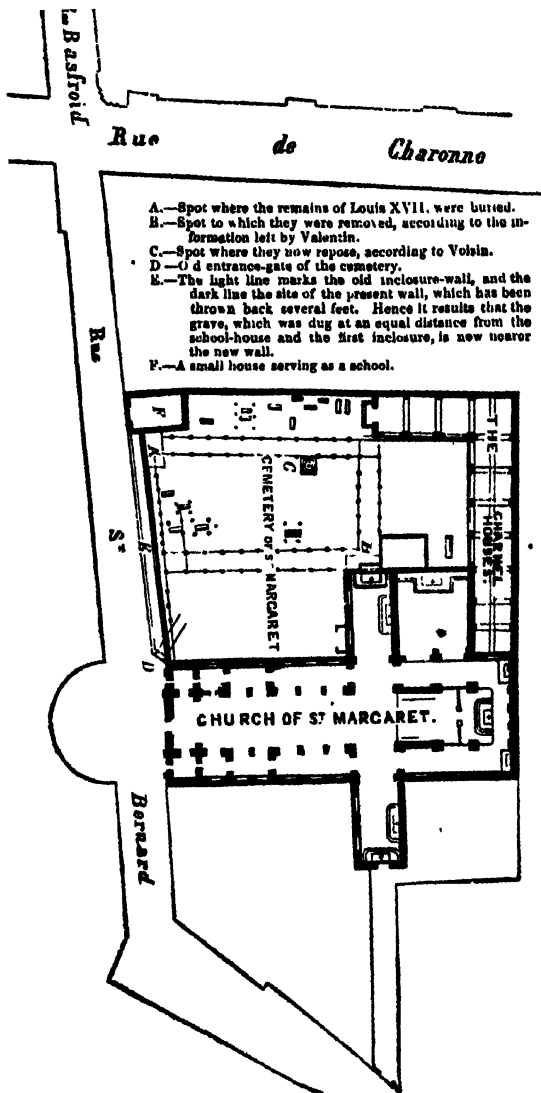 Basfroid
Rue de Charonne
A.—Spot where the remains of Louis XVII. were buried.
B.—Spot to which they were removed, according to the in-
formation left by Valentin.
C.—Spot where they now repose, according to Voisin.
D—Old entrance-gate of the cemetery.
E.—The light line marks the old inclosure-wall, and the
dark line the site of the present wall, which has been
thrown back several feet. Hence it results that the
grave, which was dug at an equal distance from the
school-house and the first inclosure, is now nearer
the new wall.
F.—A small house serving as a school.
Rue St Bernard
F
A
C
E
B
D
CEMETERY OF ST MARGARET
THE
CHARNEL
HOUSES.
CHURCH OF ST MARGARET.